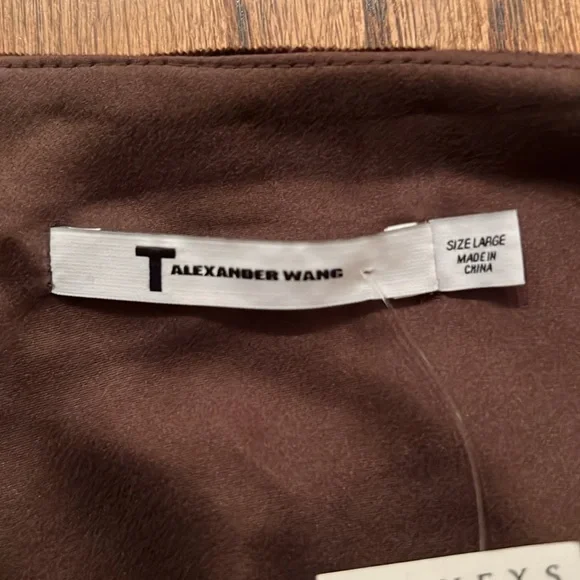 T ALEXANDER WANG
SIZE LARGE
MADE IN
CHINA